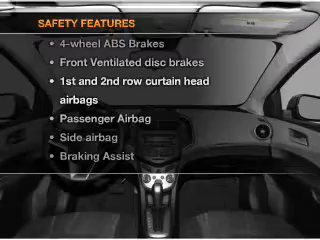 SAFETY FEATURES
• 4-wheel ABS Brakes
• Front Ventilated disc brakes
• 1st and 2nd row curtain head
airbags
• Passenger Airbag
• Side airbag
• Braking Assist